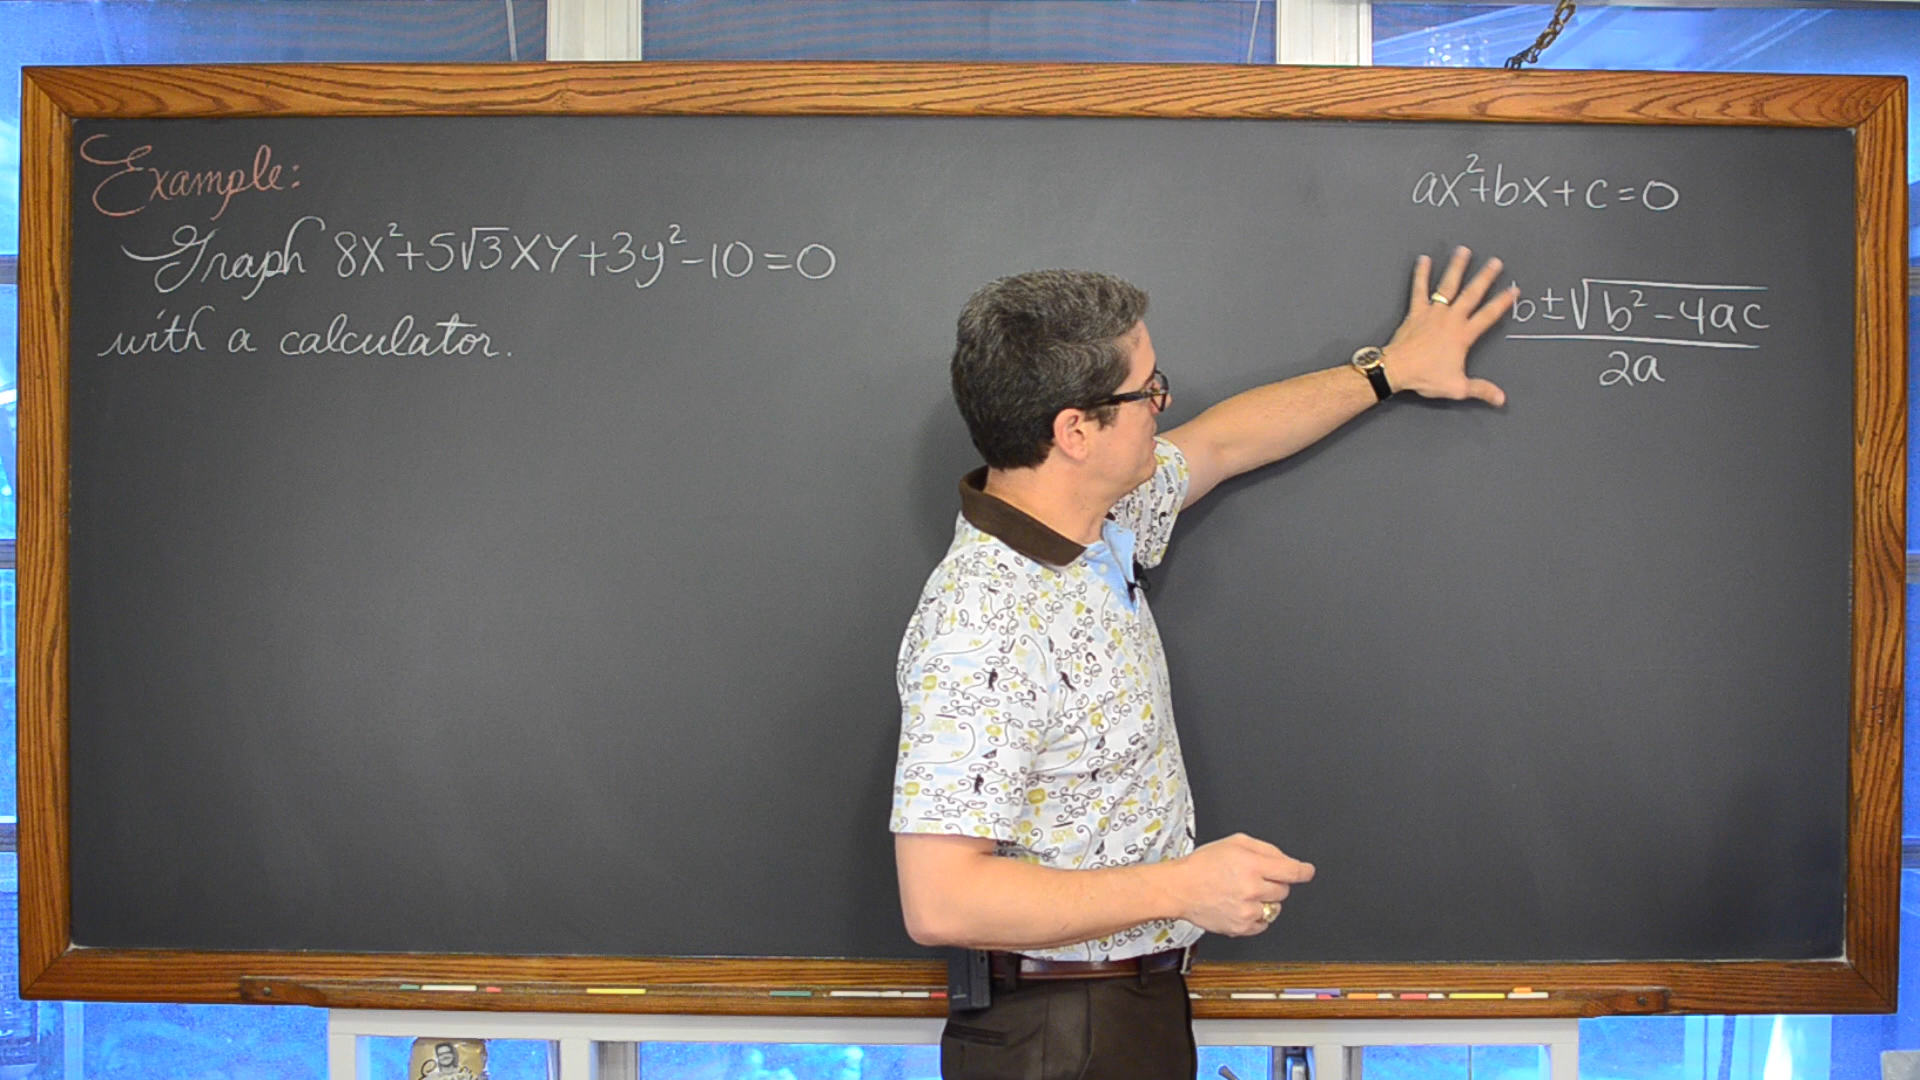 Example:
Graph 8X²+5√3XY+3y²-10=0
with a calculator.
ax²+bx+c=0
b±√b²-4ac
2a